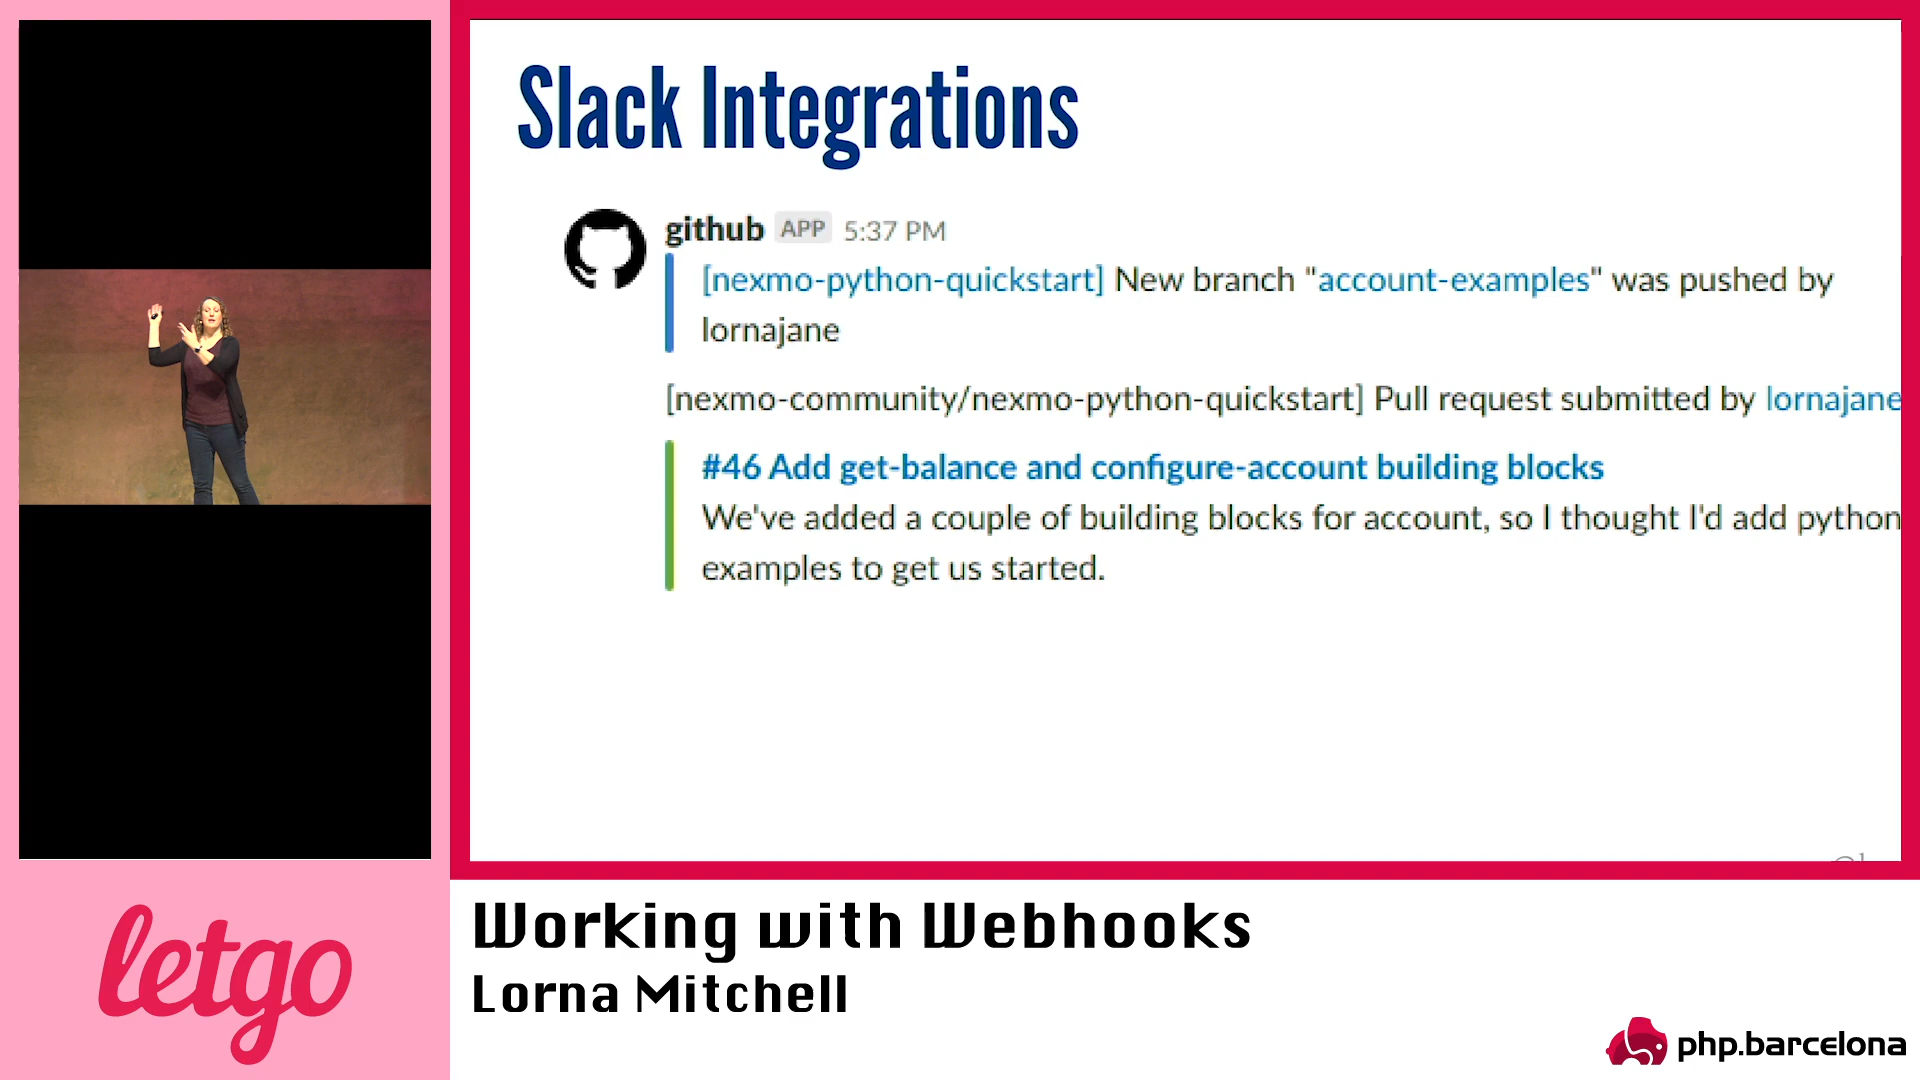 Slack Integrations
github APP 5:37 PM
[nexmo-python-quickstart] New branch "account-examples" was pushed by
lornajane
[nexmo-community/nexmo-python-quickstart] Pull request submitted by lornajane
#46 Add get-balance and configure-account building blocks
We've added a couple of building blocks for account, so I thought I'd add python
examples to get us started.
letgo
Working with Webhooks
Lorna Mitchell
php.barcelona